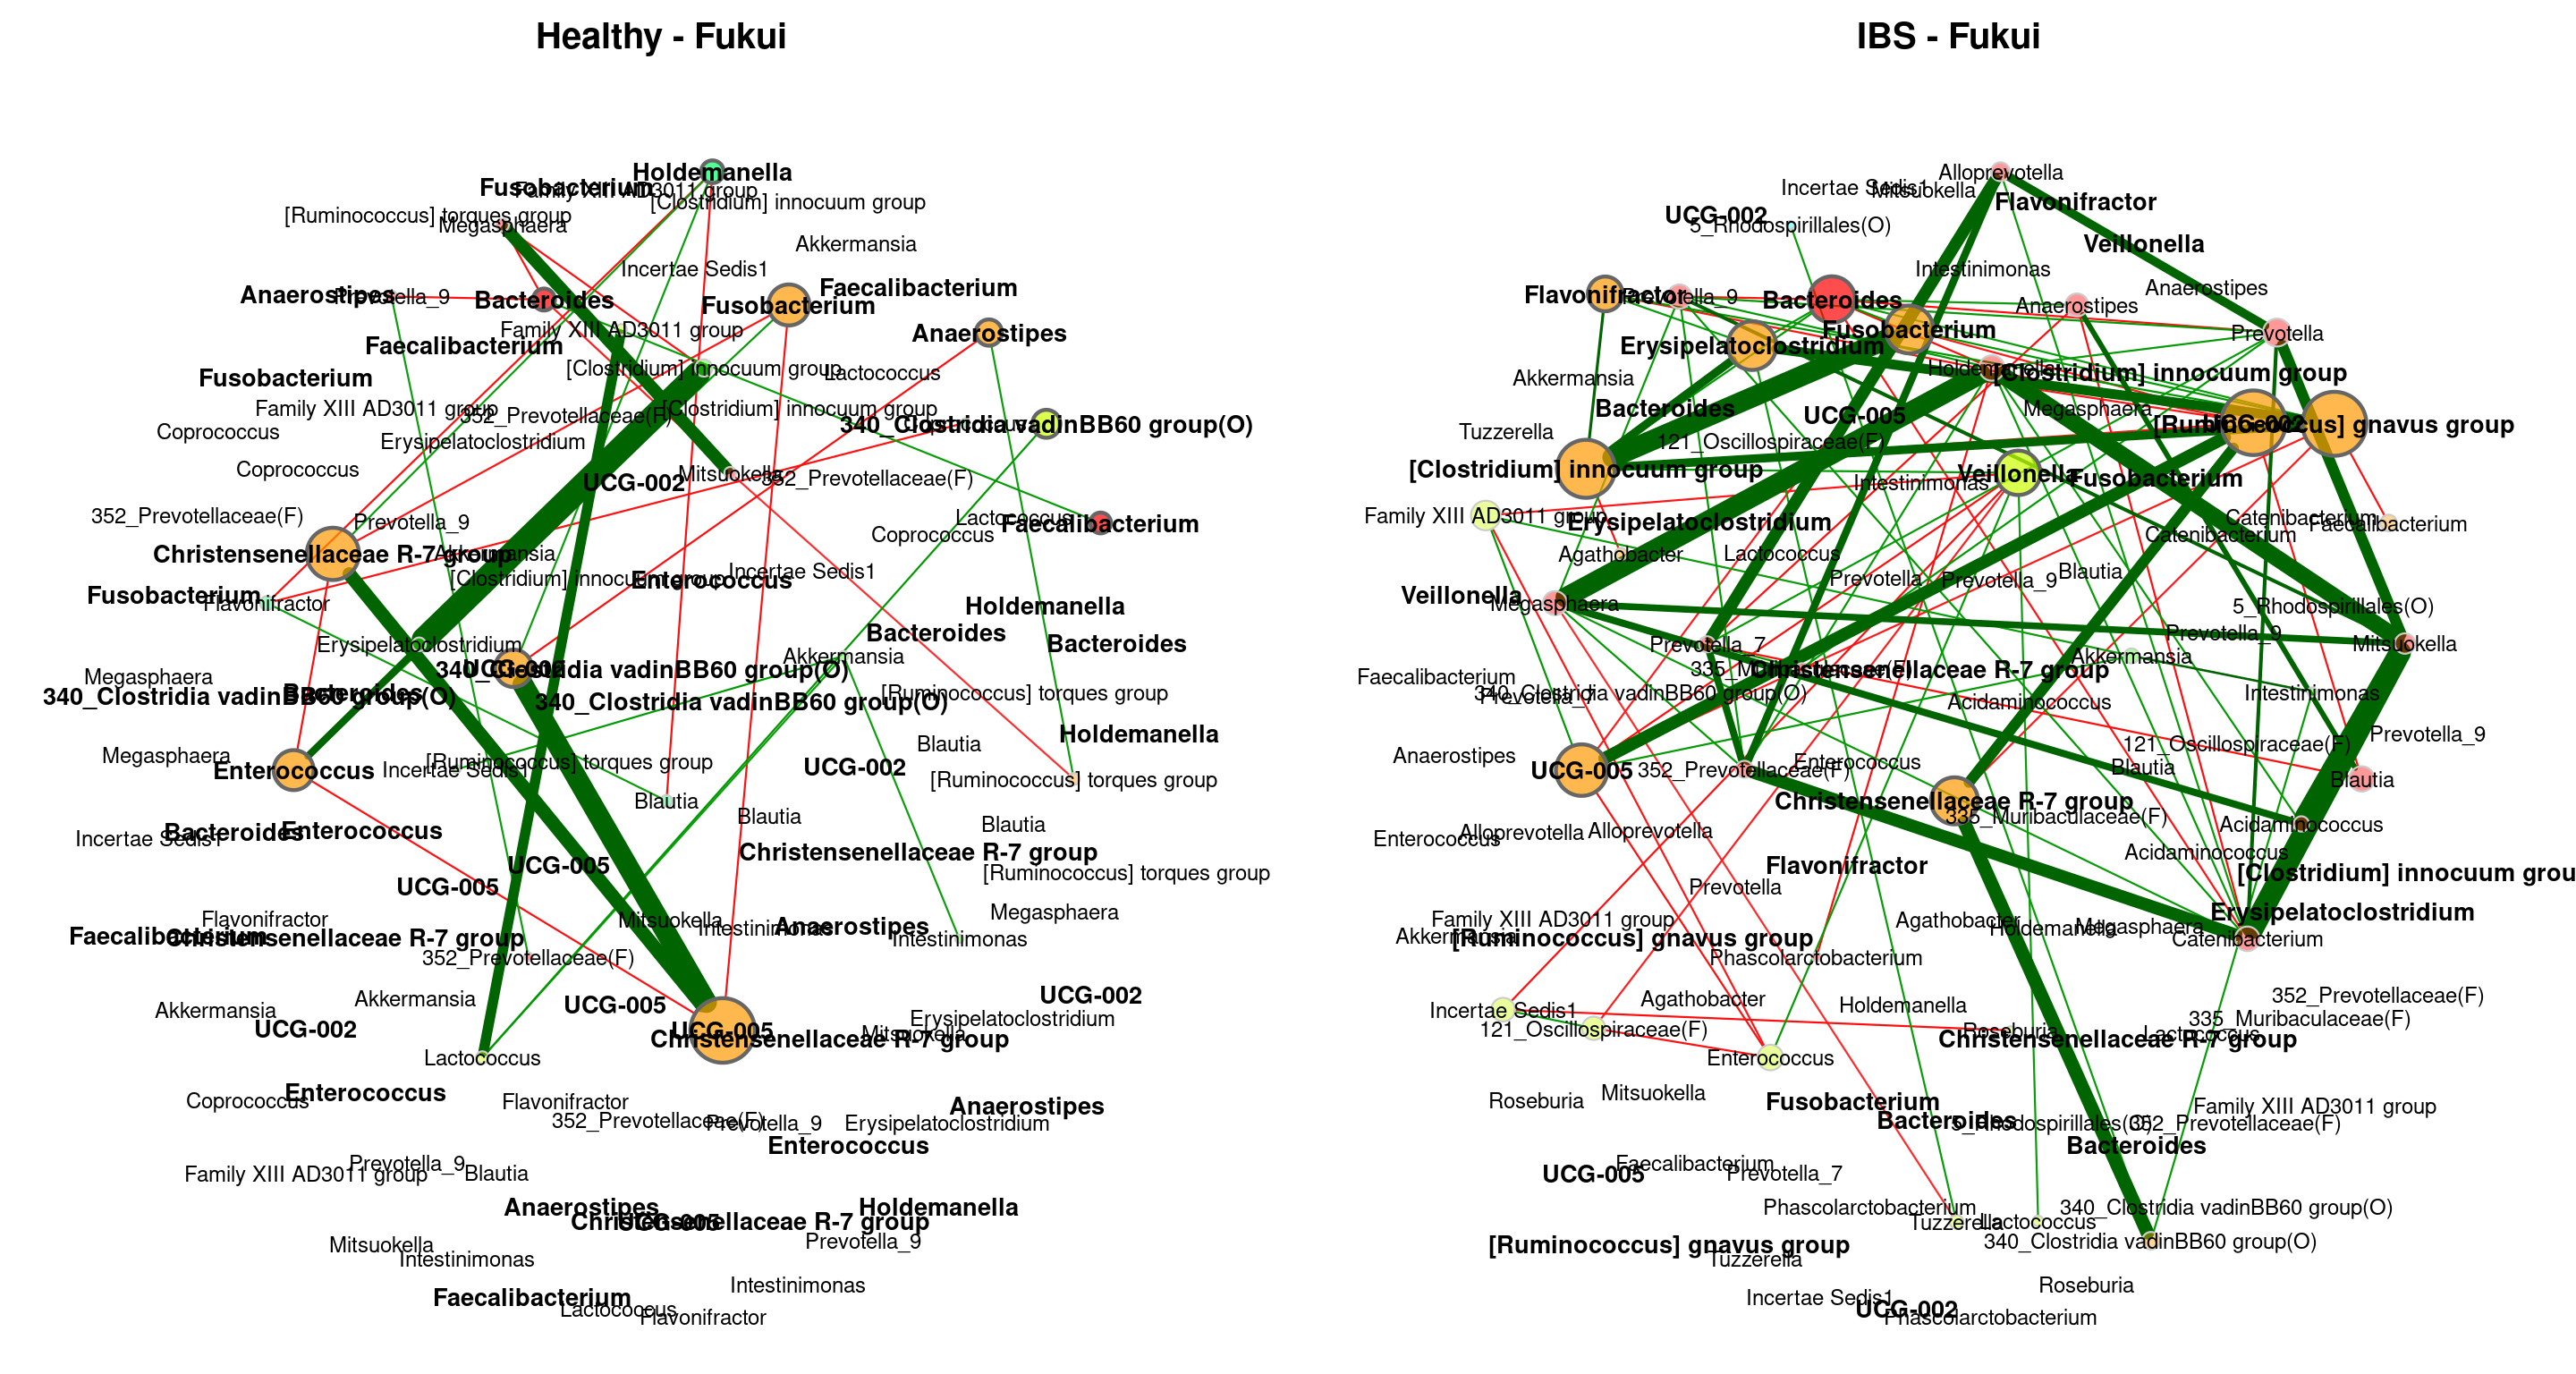 Healthy - Fukui
Holdemanella
Fusobacterium
Family XIII AD3011 group
[Clostridium] innocuum group
[Ruminococcus] torques group
Megasphaera
Akkermansia
Incertae Sedis1
Faecalibacterium
Anaerostipes
Prevotella_9
Bacteroides
Fusobacterium
Family XIII AD3011 group
Anaerostipes
Faecalibacterium
[Clostridium] innocuum group
Lactococcus
Fusobacterium
Family XIII AD3011 group
352_Prevotellaceae(F)
[Clostridium] innocuum group
340_Clostridia vadinBB60 group(O)
Coprococcus
Coprococcus
Erysipelatoclostridium
Coprococcus
UCG-002
Mitsuokella
352_Prevotellaceae(F)
352_Prevotellaceae(F)
Prevotella_9
Lactococcus
Faecalibacterium
Coprococcus
Christensenellaceae R-7 group
Akkermansia
[Clostridium] innocuum group
Enterococcus
Incertae Sedis1
Fusobacterium
Flavonifractor
Holdemanella
Bacteroides
Bacteroides
Erysipelatoclostridium
Akkermansia
340_Clostridia vadinBB60 group(O)
UCG-002
Megasphaera
340_Clostridia vadinBB60 group(O)
Bacteroides
340_Clostridia vadinBB60 group(O)
[Ruminococcus] torques group
Holdemanella
Blautia
Megasphaera
Enterococcus
Incertae Sedis1
[Ruminococcus] torques group
UCG-002
[Ruminococcus] torques group
Blautia
Blautia
Blautia
Incertae Sedis1
Bacteroides
Enterococcus
Christensenellaceae R-7 group
UCG-005
UCG-005
[Ruminococcus] torques group
Megasphaera
Flavonifractor
Mitsuokella
Intestinimonas
Anaerostipes
Intestinimonas
Faecalibacterium
Christensenellaceae R-7 group
352_Prevotellaceae(F)
UCG-002
Akkermansia
Akkermansia
UCG-005
Erysipelatoclostridium
UCG-002
UCG-005
Christensenellaceae R-7 group
Mitsuokella
Lactococcus
Enterococcus
Coprococcus
Flavonifractor
Anaerostipes
352_Prevotellaceae(F)
Prevotella_9
Erysipelatoclostridium
Enterococcus
Prevotella_9
Family XIII AD3011 group
Blautia
Anaerostipes
Holdemanella
Christensenellaceae R-7 group
UCG-005
Mitsuokella
Prevotella_9
Intestinimonas
Intestinimonas
Faecalibacterium
Lactococcus
Flavonifractor
IBS - Fukui
Alloprevotella
Incertae Sedis1
Mitsuokella
Flavonifractor
UCG-002
5_Rhodospirillales(O)
Veillonella
Intestinimonas
Anaerostipes
Flavonifractor
Prevotella_9
Bacteroides
Anaerostipes
Fusobacterium
Prevotella
Erysipelatoclostridium
Holdemanella
[Clostridium] innocuum group
Akkermansia
Bacteroides
UCG-005
Megasphaera
UCG-002
[Ruminococcus] gnavus group
Tuzzerella
121_Oscillospiraceae(F)
[Clostridium] innocuum group
Veillonella
Fusobacterium
Intestinimonas
Family XIII AD3011 group
Erysipelatoclostridium
Catenibacterium
Faecalibacterium
Catenibacterium
Agathobacter
Lactococcus
Blautia
Prevotella
Prevotella_9
Veillonella
Megasphaera
5_Rhodospirillales(O)
Prevotella_9
Prevotella_7
Mitsuokella
Akkermansia
335_Muribaculaceae(F)
Christensenellaceae R-7 group
Faecalibacterium
Prevotella_7
340_Clostridia vadinBB60 group(O)
Intestinimonas
Acidaminococcus
Prevotella_9
121_Oscillospiraceae(F)
Anaerostipes
Enterococcus
Blautia
UCG-005
352_Prevotellaceae(F)
Blautia
Christensenellaceae R-7 group
335_Muribaculaceae(F)
Acidaminococcus
Enterococcus
Alloprevotella
Alloprevotella
Acidaminococcus
Flavonifractor
[Clostridium] innocuum grou
Prevotella
Erysipelatoclostridium
Family XIII AD3011 group
Agathobacter
Holdemanella
Megasphaera
Akkermansia
[Ruminococcus] gnavus group
Catenibacterium
Phascolarctobacterium
352_Prevotellaceae(F)
Agathobacter
Holdemanella
Incertae Sedis1
335_Muribaculaceae(F)
121_Oscillospiraceae(F)
Roseburia
Lactococcus
Christensenellaceae R-7 group
Enterococcus
Mitsuokella
Roseburia
Fusobacterium
Family XIII AD3011 group
Bacteroides
5_Rhodospirillales(O)
352_Prevotellaceae(F)
Bacteroides
Faecalibacterium
UCG-005
Prevotella_7
Phascolarctobacterium
340_Clostridia vadinBB60 group(O)
Tuzzerella
Lactococcus
[Ruminococcus] gnavus group
340_Clostridia vadinBB60 group(O)
Tuzzerella
Roseburia
Incertae Sedis1
UCG-002
Phascolarctobacterium